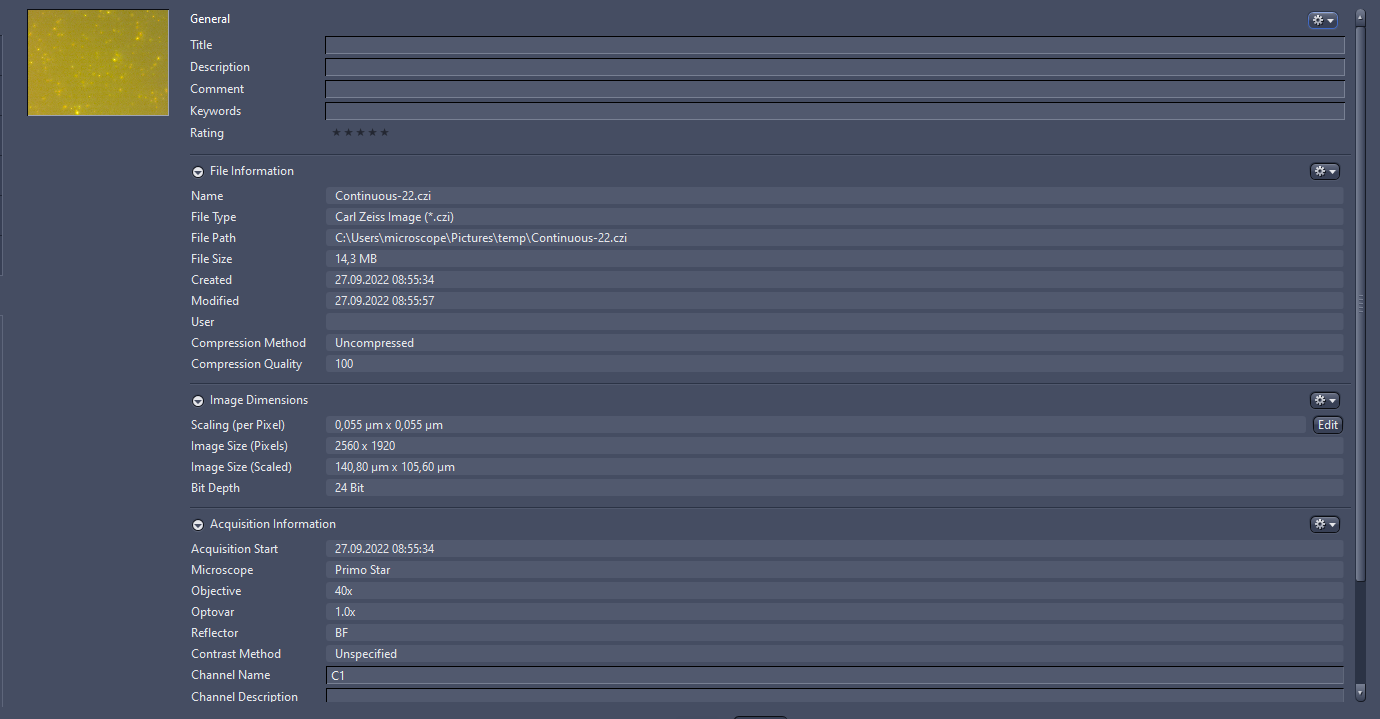 General
Title
Description
Comment
Keywords
Rating
File Information
Name Continuous-22.czi
File Type Carl Zeiss Image (*.czi)
File Path C:\Users\microscope\Pictures\temp\Continuous-22.czi
File Size 14,3 MB
Created 27.09.2022 08:55:34
Modified 27.09.2022 08:55:57
User
Compression Method Uncompressed
Compression Quality 100
Image Dimensions
Scaling (per Pixel) 0,055 µm x 0,055 µm Edit
Image Size (Pixels) 2560 x 1920
Image Size (Scaled) 140,80 µm x 105,60 µm
Bit Depth 24 Bit
Acquisition Information
Acquisition Start 27.09.2022 08:55:34
Microscope Primo Star
Objective 40x
Optovar 1.0x
Reflector BF
Contrast Method Unspecified
Channel Name C1
Channel Description